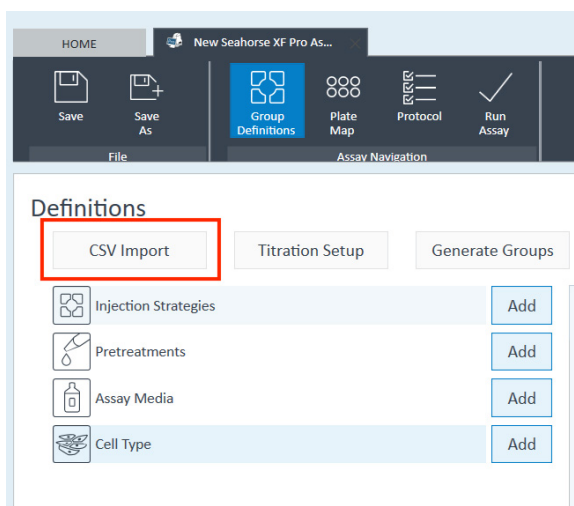 HOME
New Seahorse XF Pro As...
Save
Save
As
Group
Definitions
Plate
Map
Protocol
Run
Assay
File
Assay Navigation
Definitions
CSV Import
Titration Setup
Generate Groups
Injection Strategies
Add
Pretreatments
Add
Assay Media
Add
Cell Type
Add